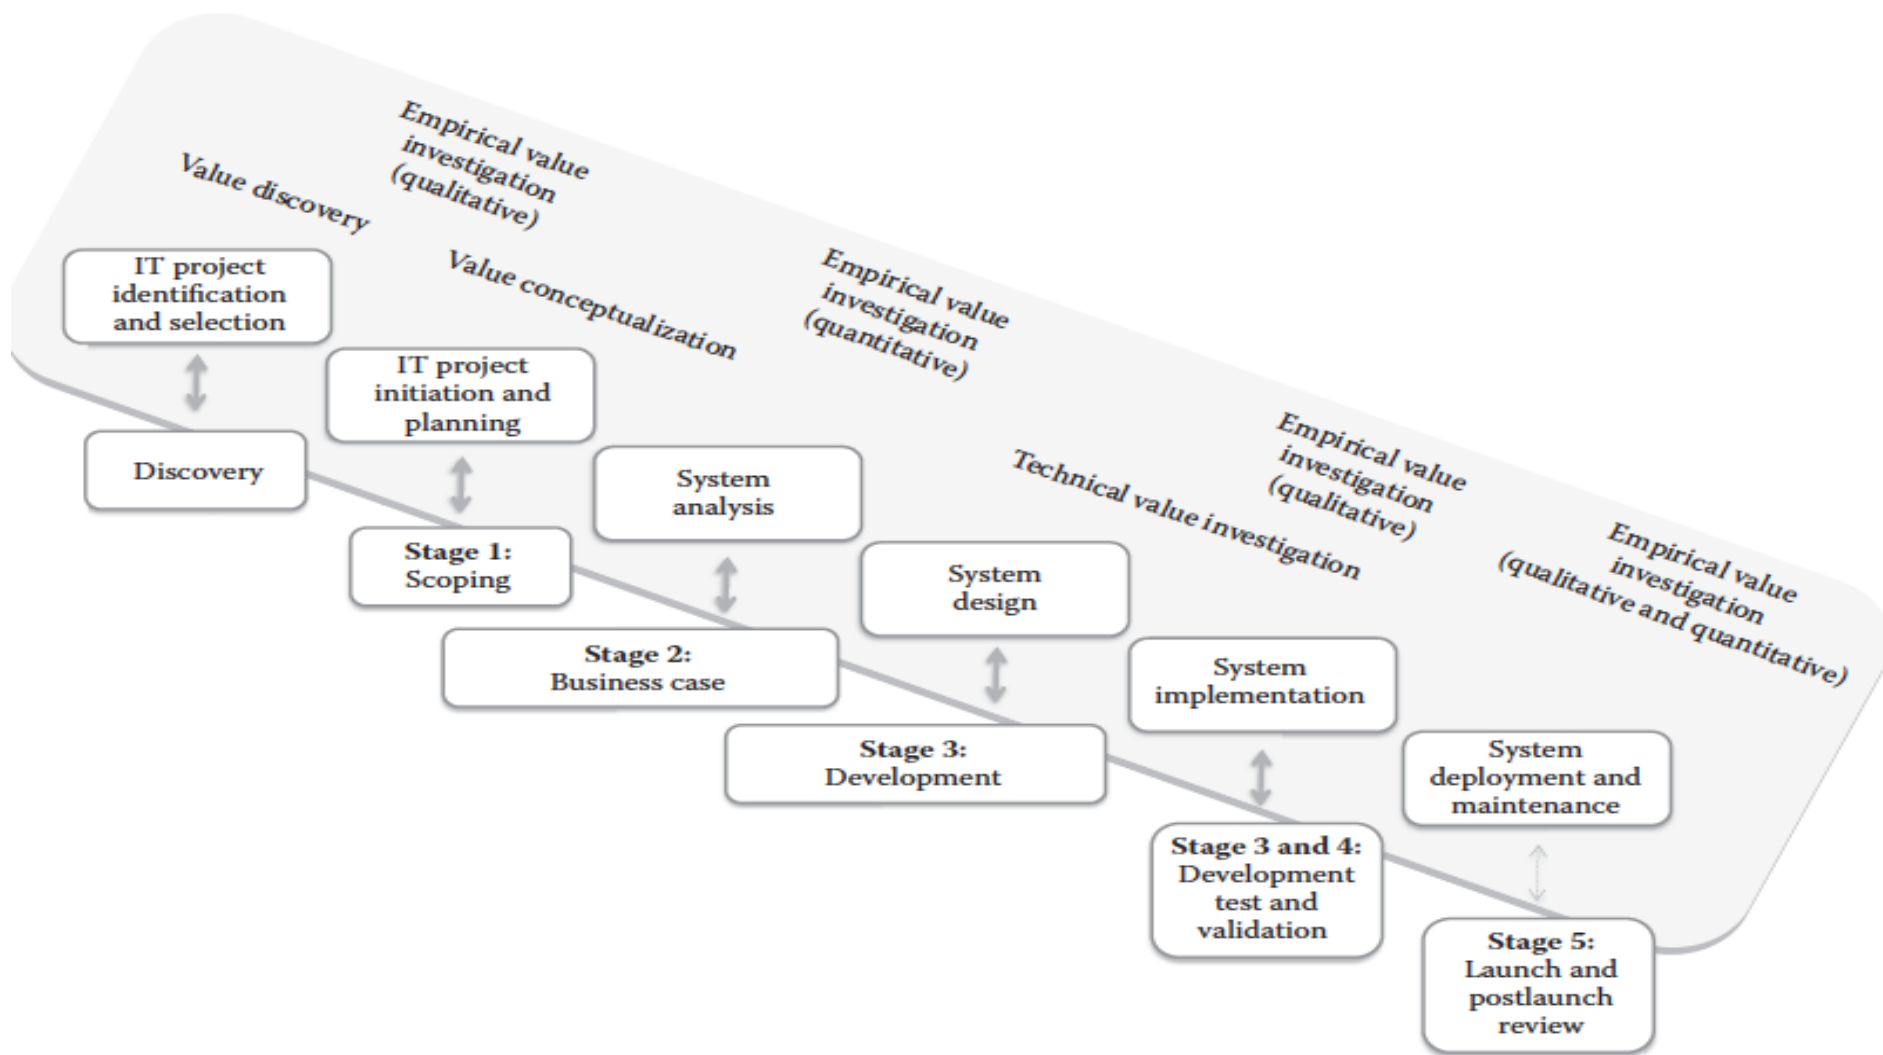 Empirical value
investigation
(qualitative)
Value discovery
IT project
identification
and selection
Discovery
Value conceptualization
IT project
initiation and
planning
Stage 1:
Scoping
Empirical value
investigation
(quantitative)
System
analysis
Stage 2:
Business case
System
design
Stage 3:
Development
Technical value investigation
Empirical value
investigation
(qualitative)
System
implementation
Stage 3 and 4:
Development
test and
validation
Empirical value
investigation
(qualitative and quantitative)
System
deployment and
maintenance
Stage 5:
Launch and
postlaunch
review